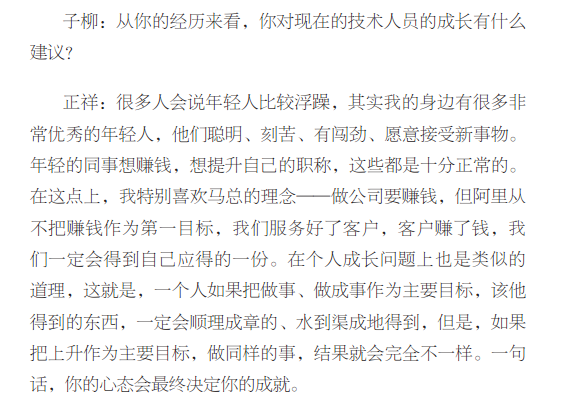 子柳：从你的经历来看，你对现在的技术人员的成长有什么
建议？
正祥：很多人会说年轻人比较浮躁，其实我的身边有很多非
常优秀的年轻人，他们聪明、刻苦、有闯劲、愿意接受新事物。
年轻的同事想赚钱，想提升自己的职称，这些都是十分正常的。
在这点上，我特别喜欢马总的理念——做公司要赚钱，但阿里从
不把赚钱作为第一目标，我们服务好了客户，客户赚了钱，我
们一定会得到自己应得的一份。在个人成长问题上也是类似的
道理，这就是，一个人如果把做事、做成事作为主要目标，该他
得到的东西，一定会顺理成章的、水到渠成地得到，但是，如果
把上升作为主要目标，做同样的事，结果就会完全不一样。一句
话，你的心态会最终决定你的成就。